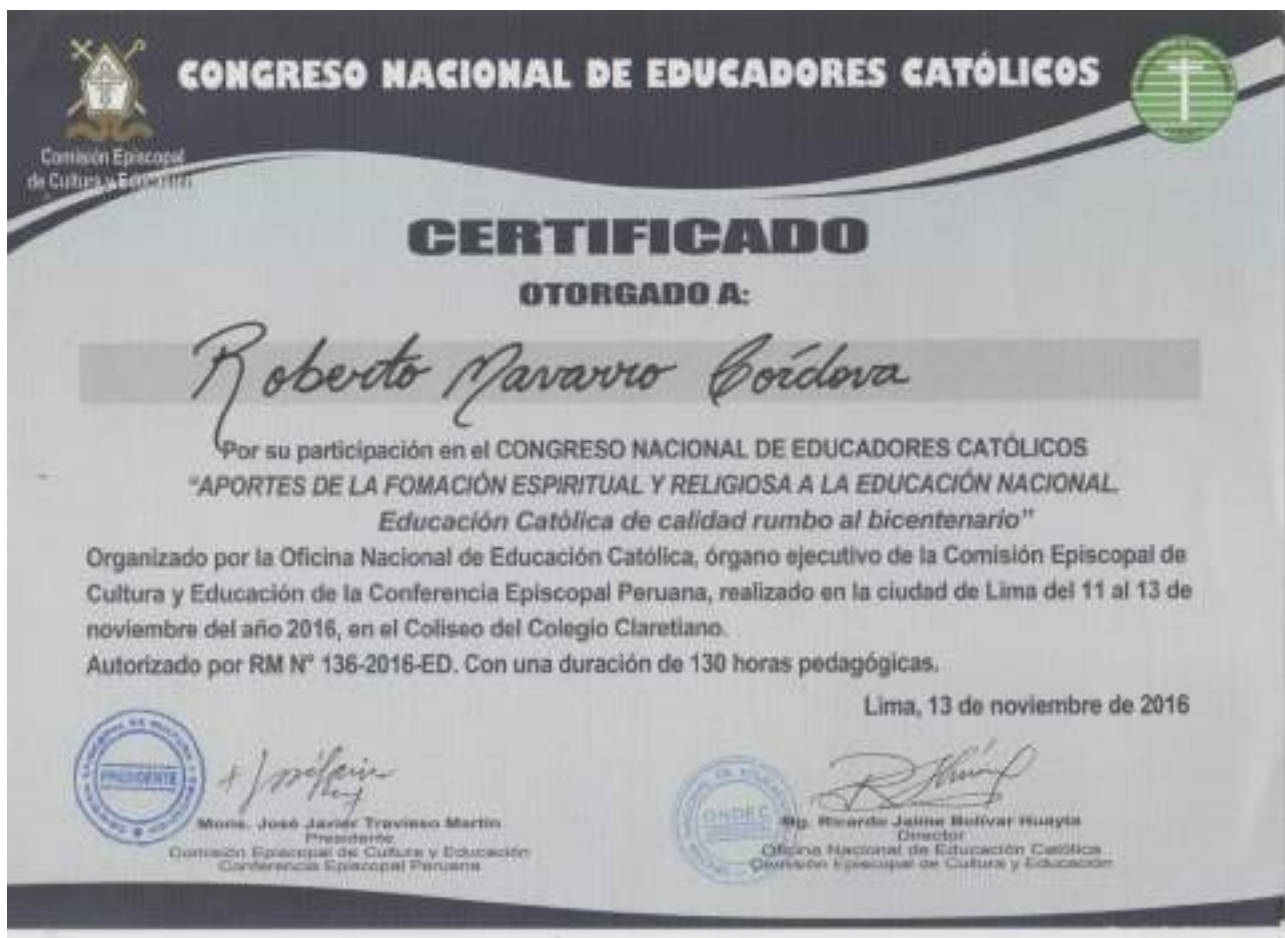 CONGRESO NACIONAL DE EDUCADORES CATÓLICOS
Comisión Episcopal
de Cultura y Educación
CERTIFICADO
OTORGADO A:
Roberto Navarro Córdova
Por su participación en el CONGRESO NACIONAL DE EDUCADORES CATÓLICOS
"APORTES DE LA FOMACIÓN ESPIRITUAL Y RELIGIOSA A LA EDUCACIÓN NACIONAL.
Educación Católica de calidad rumbo al bicentenario"
Organizado por la Oficina Nacional de Educación Católica, órgano ejecutivo de la Comisión Episcopal de
Cultura y Educación de la Conferencia Episcopal Peruana, realizado en la ciudad de Lima del 11 al 13 de
noviembre del año 2016, en el Coliseo del Colegio Claretiano.
Autorizado por RM N° 136-2016-ED. Con una duración de 130 horas pedagógicas.
Lima, 13 de noviembre de 2016
PRESIDENTE
Mons. José Javier Travieso Martín
Presidente
Comisión Episcopal de Cultura y Educación
Conferencia Episcopal Peruana
ONDEC
Mg. Ricardo Jaime Bolívar Huayta
Director
Oficina Nacional de Educación Católica
Comisión Episcopal de Cultura y Educación